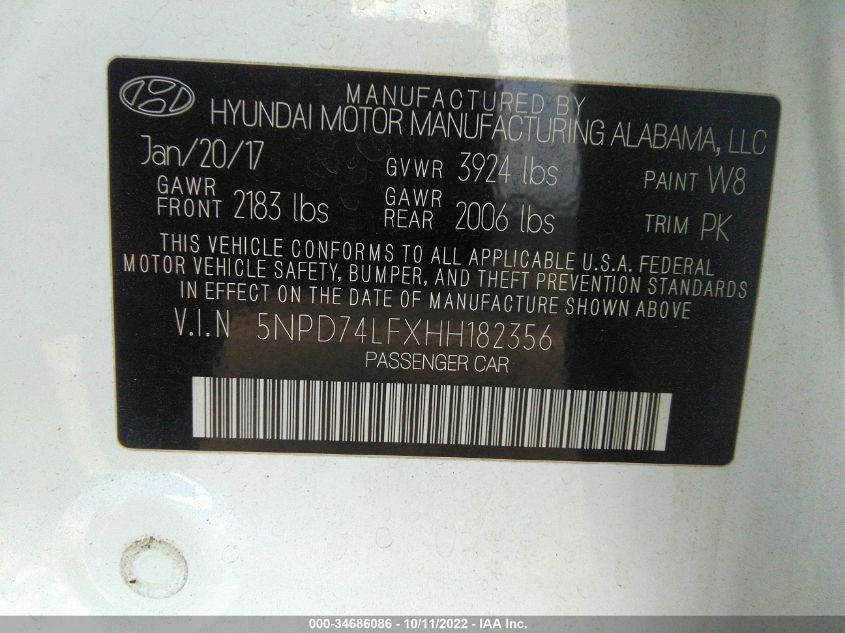 MANUFACTURED BY
HYUNDAI MOTOR MANUFACTURING ALABAMA, LLC
Jan/20/17 GVWR 3924 lbs PAINT W8
GAWR FRONT 2183 lbs GAWR REAR 2006 lbs TRIM PK
THIS VEHICLE CONFORMS TO ALL APPLICABLE U.S.A. FEDERAL
MOTOR VEHICLE SAFETY, BUMPER, AND THEFT PREVENTION STANDARDS
IN EFFECT ON THE DATE OF MANUFACTURE SHOWN ABOVE
V.I.N 5NPD74LFXHH182356
PASSENGER CAR
000-34686086 - 10/11/2022 - IAA Inc.